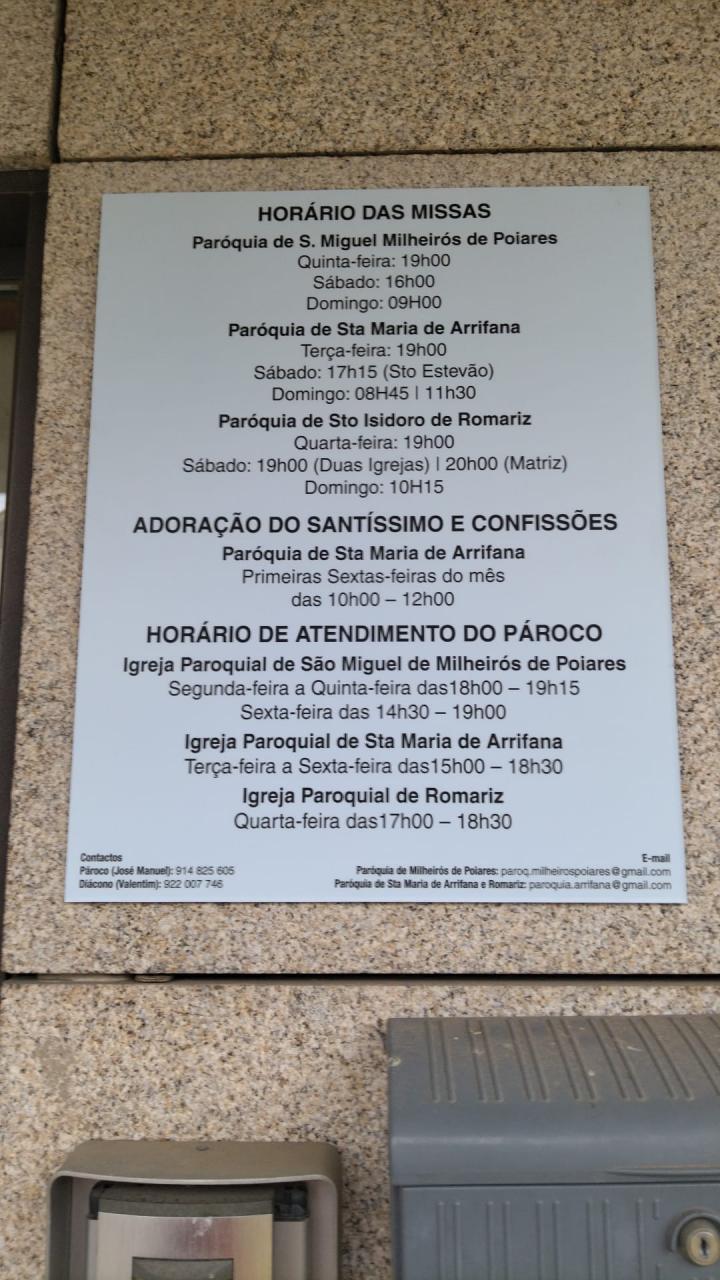 HORÁRIO DAS MISSAS
Paróquia de S. Miguel Milheirós de Poiares
Quinta-feira: 19h00
Sábado: 16h00
Domingo: 09H00
Paróquia de Sta Maria de Arrifana
Terça-feira: 19h00
Sábado: 17h15 (Sto Estevão)
Domingo: 08H45 | 11h30
Paróquia de Sto Isidoro de Romariz
Quarta-feira: 19h00
Sábado: 19h00 (Duas Igrejas) | 20h00 (Matriz)
Domingo: 10H15
ADORAÇÃO DO SANTÍSSIMO E CONFISSÕES
Paróquia de Sta Maria de Arrifana
Primeiras Sextas-feiras do mês
das 10h00 – 12h00
HORÁRIO DE ATENDIMENTO DO PÁROCO
Igreja Paroquial de São Miguel de Milheirós de Poiares
Segunda-feira a Quinta-feira das18h00 – 19h15
Sexta-feira das 14h30 – 19h00
Igreja Paroquial de Sta Maria de Arrifana
Terça-feira a Sexta-feira das15h00 – 18h30
Igreja Paroquial de Romariz
Quarta-feira das17h00 – 18h30
Contactos
Pároco (José Manuel): 914 825 605
Diácono (Valentim): 922 007 746
E-mail
Paróquia de Milheirós de Poiares: paroq.milheirospoiares@gmail.com
Paróquia de Sta Maria de Arrifana e Romariz: paroquia.arrifana@gmail.com